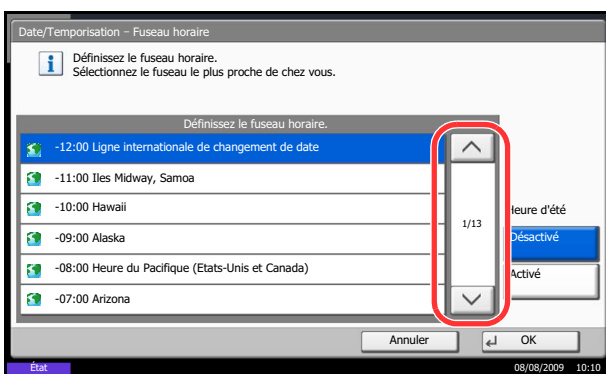 Date/Temporisation – Fuseau horaire
Définissez le fuseau horaire.
Sélectionnez le fuseau le plus proche de chez vous.
Définissez le fuseau horaire.
-12:00 Ligne internationale de changement de date
-11:00 Iles Midway, Samoa
-10:00 Hawaii
-09:00 Alaska
-08:00 Heure du Pacifique (Etats-Unis et Canada)
-07:00 Arizona
1/13
Heure d'été
Désactivé
Activé
Annuler
OK
État
08/08/2009 10:10